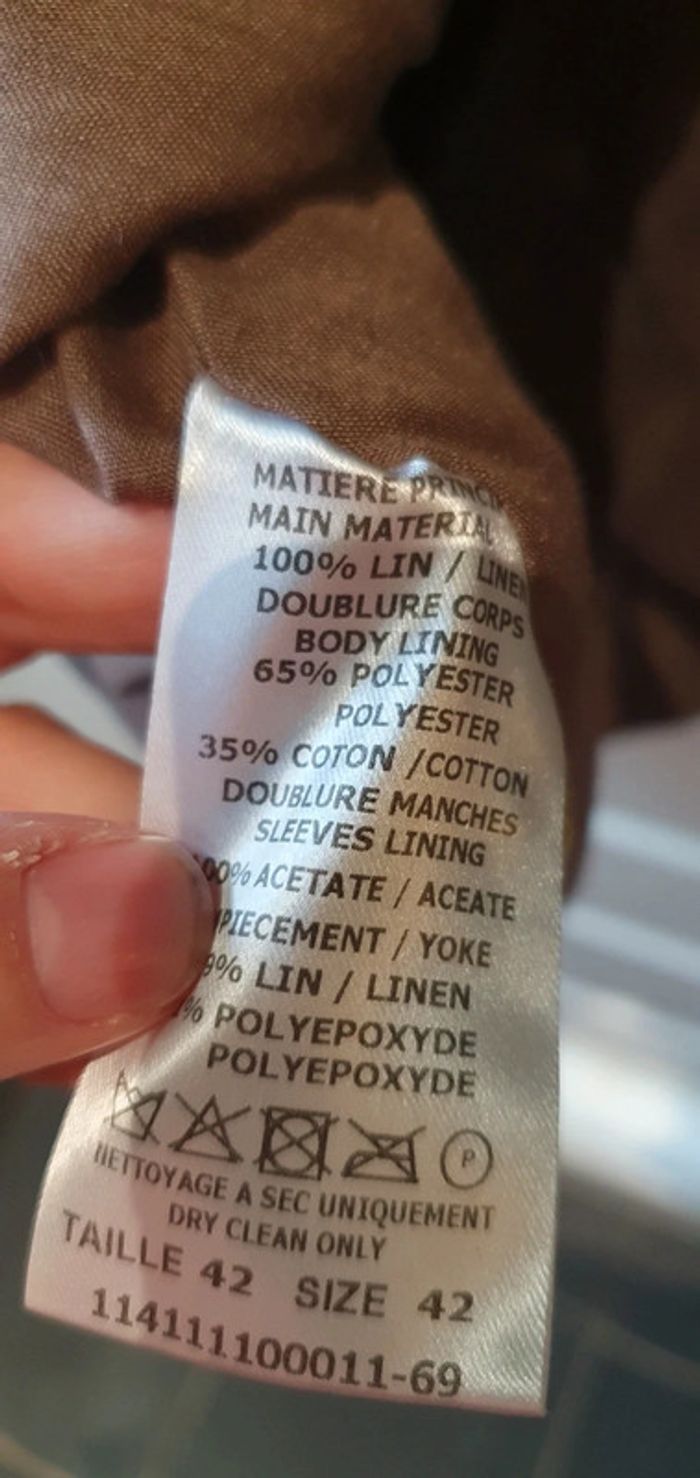 MATIERE
MAIN MATERIAL
100% LIN / LINEN
DOUBLURE CORPS
BODY LINING
65% POLYESTER
POLYESTER
35% COTON /COTTON
DOUBLURE MANCHES
SLEEVES LINING
00% ACETATE / ACEATE
PIECEMENT / YOKE
9% LIN / LINEN
% POLYEPOXYDE
POLYEPOXYDE
P
NETTOYAGE A SEC UNIQUEMENT
DRY CLEAN ONLY
TAILLE 42 SIZE 42
114111100011-69